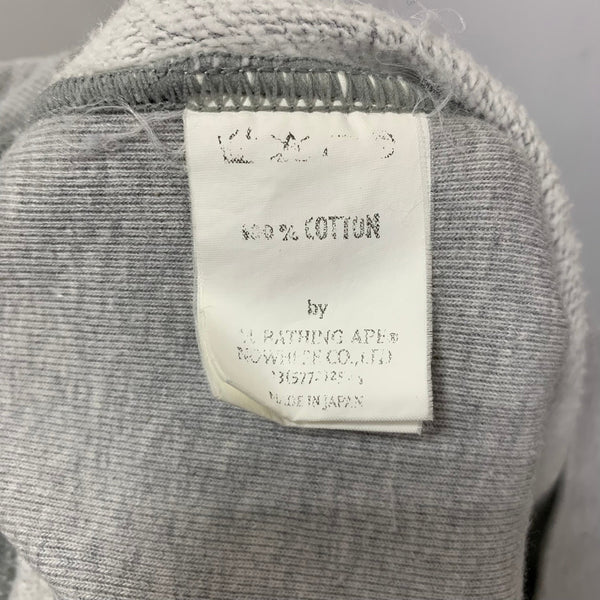 100% COTTON
by
BATHING APE®
NOWHERE CO., LTD
MADE IN JAPAN